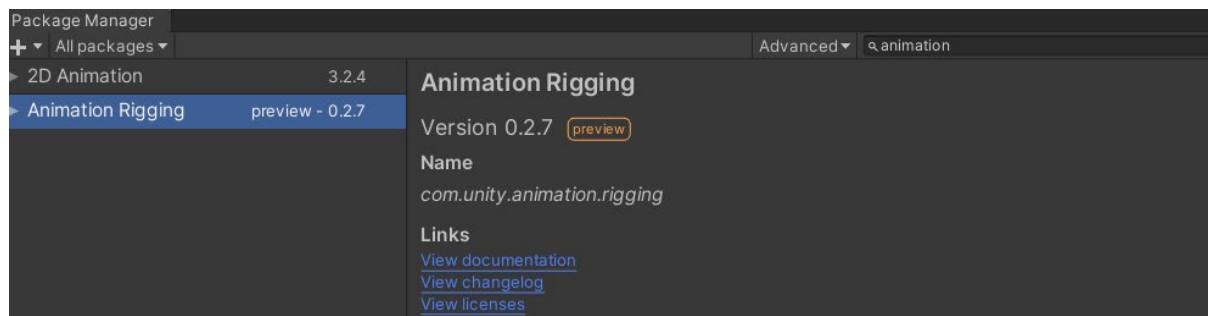 Package Manager
+ All packages Advanced animation
2D Animation 3.2.4
Animation Rigging preview - 0.2.7
Animation Rigging
Version 0.2.7 preview
Name
com.unity.animation.rigging
Links
View documentation
View changelog
View licenses